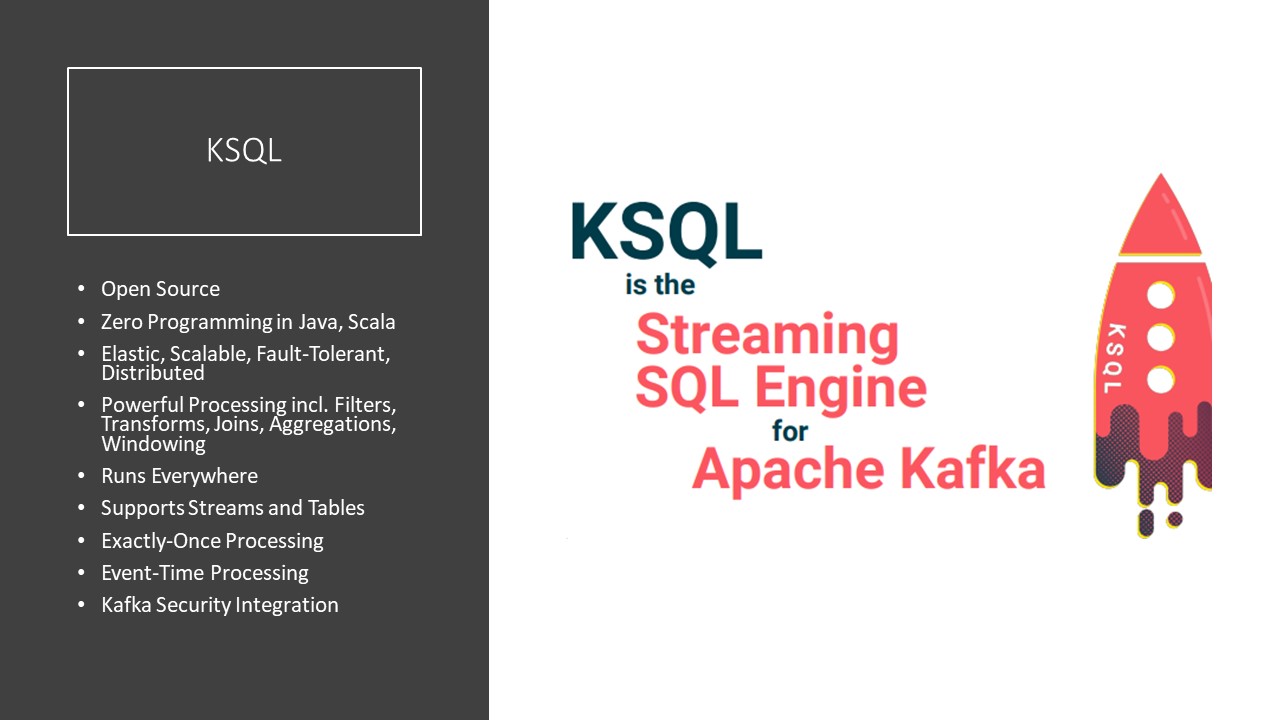 KSQL
• Open Source
• Zero Programming in Java, Scala
• Elastic, Scalable, Fault-Tolerant,
Distributed
• Powerful Processing incl. Filters,
Transforms, Joins, Aggregations,
Windowing
• Runs Everywhere
• Supports Streams and Tables
• Exactly-Once Processing
• Event-Time Processing
• Kafka Security Integration
KSQL
is the
Streaming
SQL Engine
for
Apache Kafka
KSQL